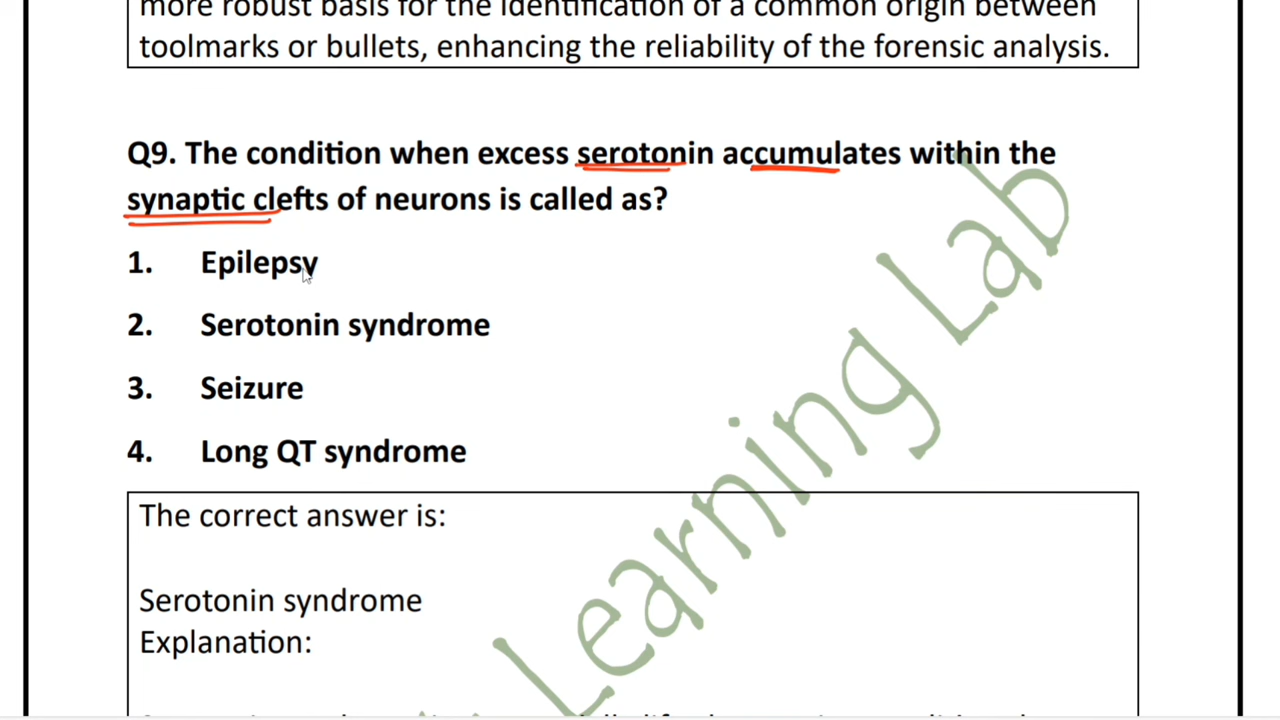 more robust basis for the identification of a common origin between
toolmarks or bullets, enhancing the reliability of the forensic analysis.
Q9. The condition when excess serotonin accumulates within the
synaptic clefts of neurons is called as?
1. Epilepsy
2. Serotonin syndrome
3. Seizure
4. Long QT syndrome
The correct answer is:
Serotonin syndrome
Explanation:
Learning Lab